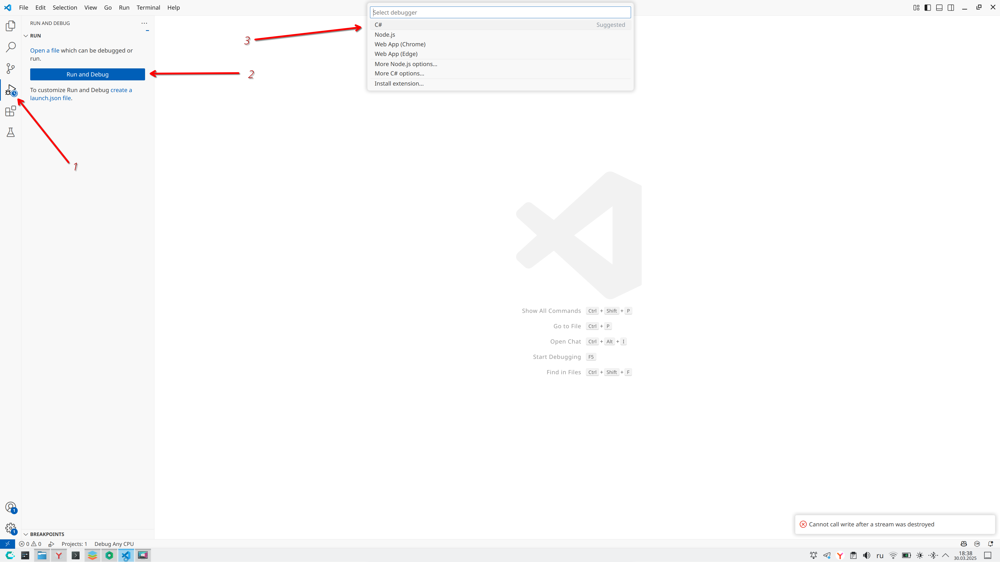 File Edit Selection View Go Run Terminal Help
Select debugger
C# Suggested
Node.js
Web App (Chrome)
Web App (Edge)
More Node.js options...
More C# options...
Install extension...
RUN AND DEBUG
RUN
Open a file which can be debugged or
run.
Run and Debug
To customize Run and Debug create a
launch.json file.
1
2
3
Show All Commands Ctrl + Shift + P
Go to File Ctrl + P
Open Chat Ctrl + Alt + I
Start Debugging F5
Find in Files Ctrl + Shift + F
1
1
BREAKPOINTS
Cannot call write after a stream was destroyed
0 0 Projects: 1 Debug Any CPU
ru
18:38
30.03.2025